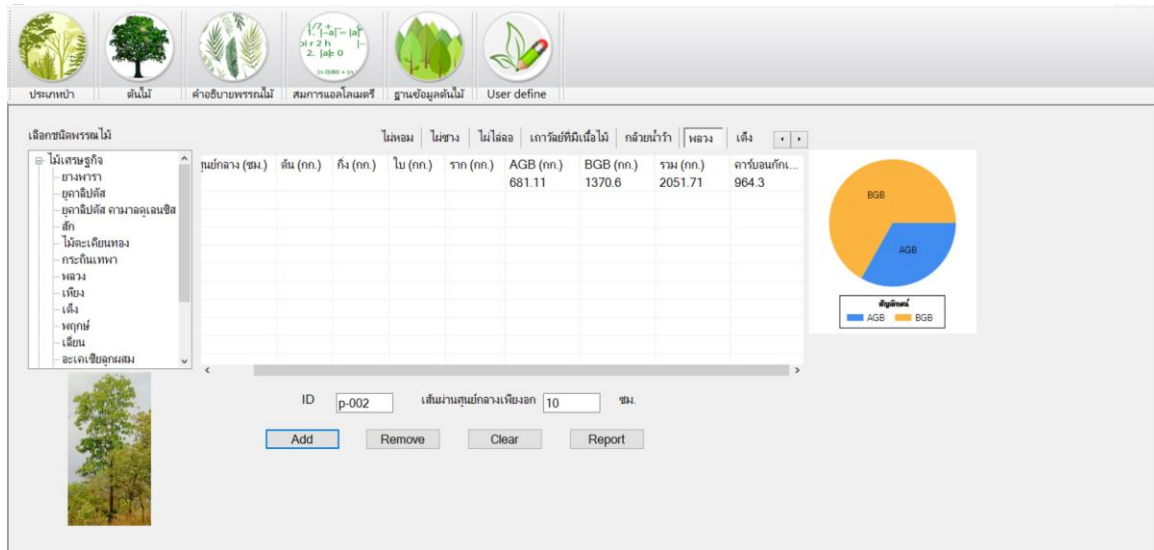 ประเภทป่า
ต้นไม้
คำอธิบายพรรณไม้
สมการแอลโลเมตรี
ฐานข้อมูลต้นไม้
User define
เลือกชนิดพรรณไม้
ไผ่หอม ไผ่ซาง ไผ่ไล่ลอ เถาวัลย์ที่มีเนื้อไม้ กล้วยน้ำว้า พลวง เต็ง
ไม้เศรษฐกิจ
ยางพารา
ยูคาลิปตัส
ยูคาลิปตัส คามาลดูเลนซิส
สัก
ไม้ตะเคียนทอง
กระถินเทพา
พลวง
เหียง
เต็ง
พฤกษ์
เลี่ยน
อะเคเซียลูกผสม
ศูนย์กลาง (ซม.) ต้น (กก.) กิ่ง (กก.) ใบ (กก.) ราก (กก.) AGB (กก.) BGB (กก.) รวม (กก.) คาร์บอนกัก...
681.11 1370.6 2051.71 964.3
BGB
AGB
สัญลักษณ์
AGB BGB
ID p-002 เส้นผ่านศูนย์กลางเพียงอก 10 ซม.
Add Remove Clear Report